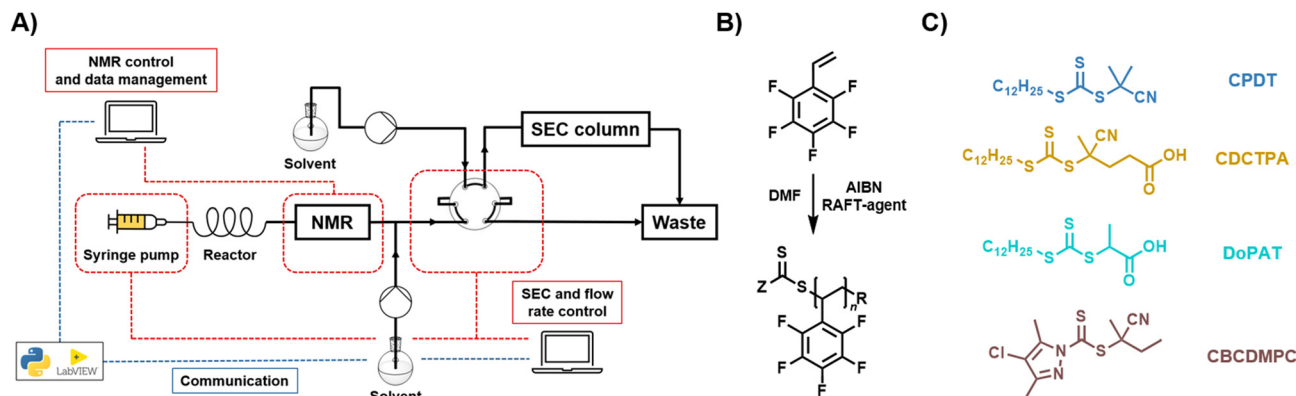 A)
NMR control
and data management
Solvent
SEC column
NMR
Waste
Syringe pump
Reactor
SEC and flow
rate control
LabVIEW
Communication
Solvent
B)
F
F
F
F
F
DMF
AIBN
RAFT-agent
S
Z
S
n
R
F
F
F
F
F
C)
C12H25
S
S
S
CN
CPDT
C12H25
S
S
S
CN
OH
O
CDCTPA
C12H25
S
S
S
OH
O
DoPAT
Cl
N
N
S
S
CN
CBCDMPC